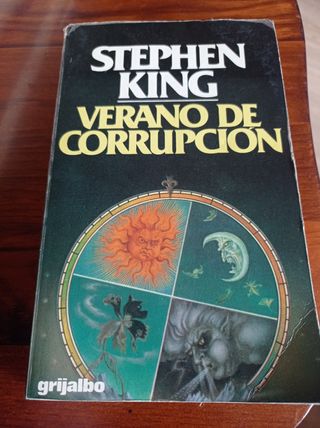 STEPHEN
KING
VERANO DE
CORRUPCIÓN
grijalbo